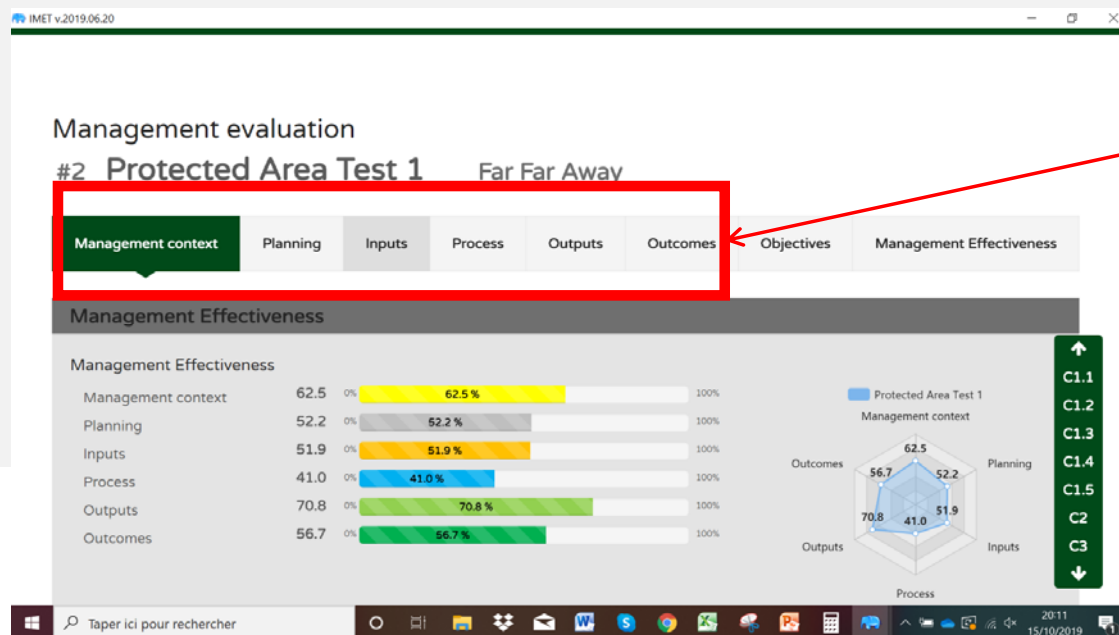 IMET v.2019.06.20
Management evaluation
#2 Protected Area Test 1 Far Far Away
Management context Planning Inputs Process Outputs Outcomes Objectives Management Effectiveness
Management Effectiveness
Management Effectiveness
Management context 62.5 0% 62.5 % 100%
Planning 52.2 0% 52.2 % 100%
Inputs 51.9 0% 51.9 % 100%
Process 41.0 0% 41.0 % 100%
Outputs 70.8 0% 70.8 % 100%
Outcomes 56.7 0% 56.7 % 100%
Protected Area Test 1
Management context
62.5
Outcomes 56.7 52.2 Planning
70.8 41.0 51.9
Outputs Inputs
Process
C1.1
C1.2
C1.3
C1.4
C1.5
C2
C3
Taper ici pour rechercher
20:11
15/10/2019